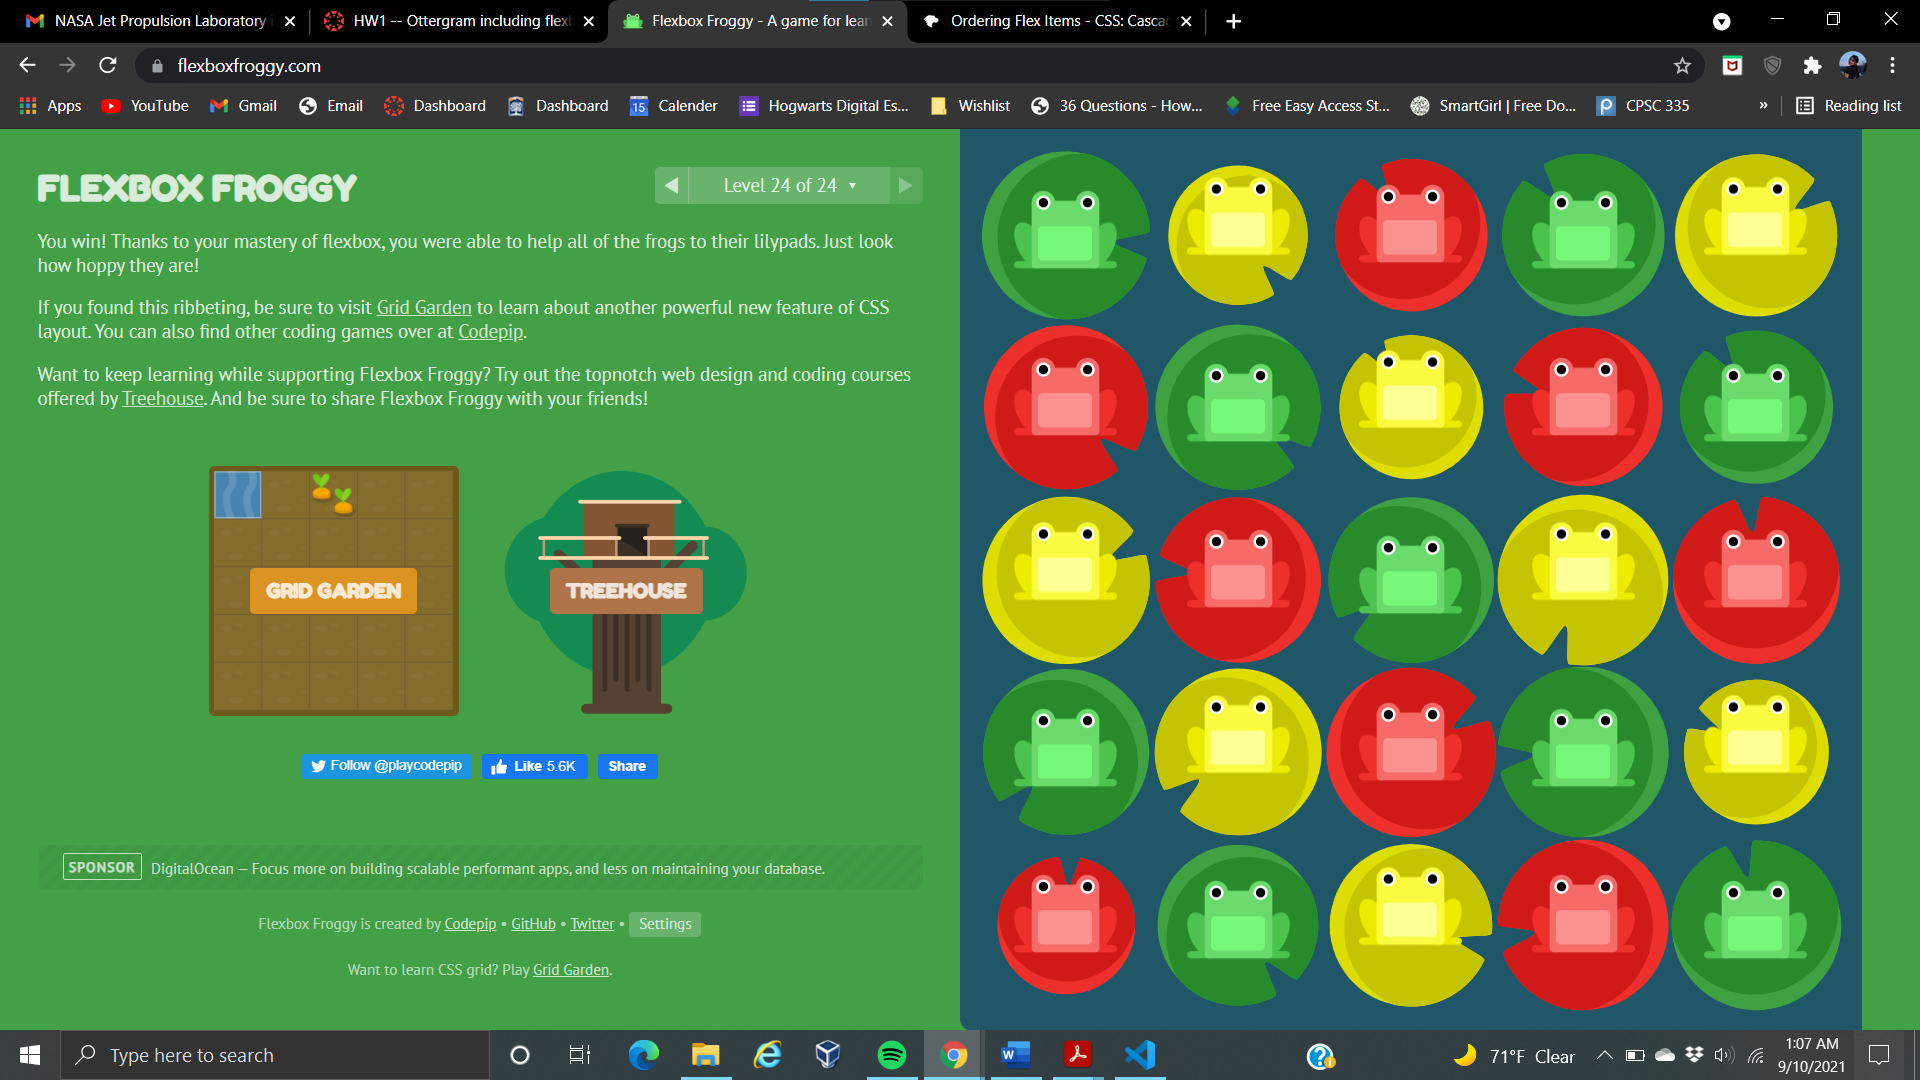 NASA Jet Propulsion Laboratory
HW1 -- Ottergram including
Flexbox Froggy - A game for lear
Ordering Flex Items - CSS: Casca
flexboxfroggy.com
Apps
YouTube
Gmail
Email
Dashboard
Dashboard
15
Calender
Hogwarts Digital Es...
Wishlist
36 Questions - How...
Free Easy Access St...
SmartGirl | Free Do...
CPSC 335
»
Reading list
FLEXBOX FROGGY
Level 24 of 24
You win! Thanks to your mastery of flexbox, you were able to help all of the frogs to their lilypads. Just look
how hoppy they are!
If you found this ribbeting, be sure to visit Grid Garden to learn about another powerful new feature of CSS
layout. You can also find other coding games over at Codepip.
Want to keep learning while supporting Flexbox Froggy? Try out the topnotch web design and coding courses
offered by Treehouse. And be sure to share Flexbox Froggy with your friends!
GRID GARDEN
TREEHOUSE
Follow @playcodepip
Like 5.6K
Share
SPONSOR DigitalOcean — Focus more on building scalable performant apps, and less on maintaining your database.
Flexbox Froggy is created by Codepip • GitHub • Twitter • Settings
Want to learn CSS grid? Play Grid Garden.
Type here to search
71°F Clear
1:07 AM
9/10/2021